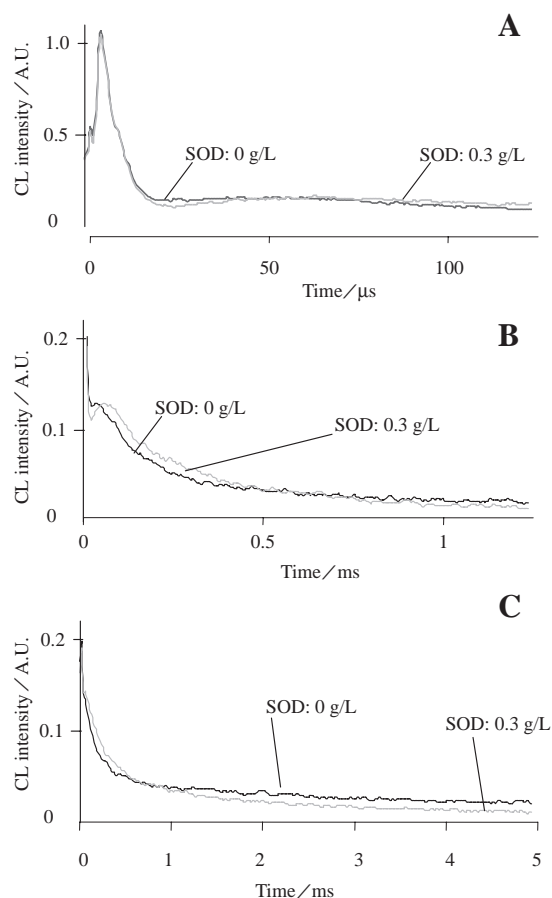 A
CL intensity / A.U.
1.0
0.5
0
SOD: 0 g/L
SOD: 0.3 g/L
0
50
100
Time/μs
B
CL intensity / A.U.
0.2
0.1
0
SOD: 0 g/L
SOD: 0.3 g/L
0
0.5
1
Time/ms
C
CL intensity / A.U.
0.2
0.1
0
SOD: 0 g/L
SOD: 0.3 g/L
0
1
2
3
4
5
Time/ms